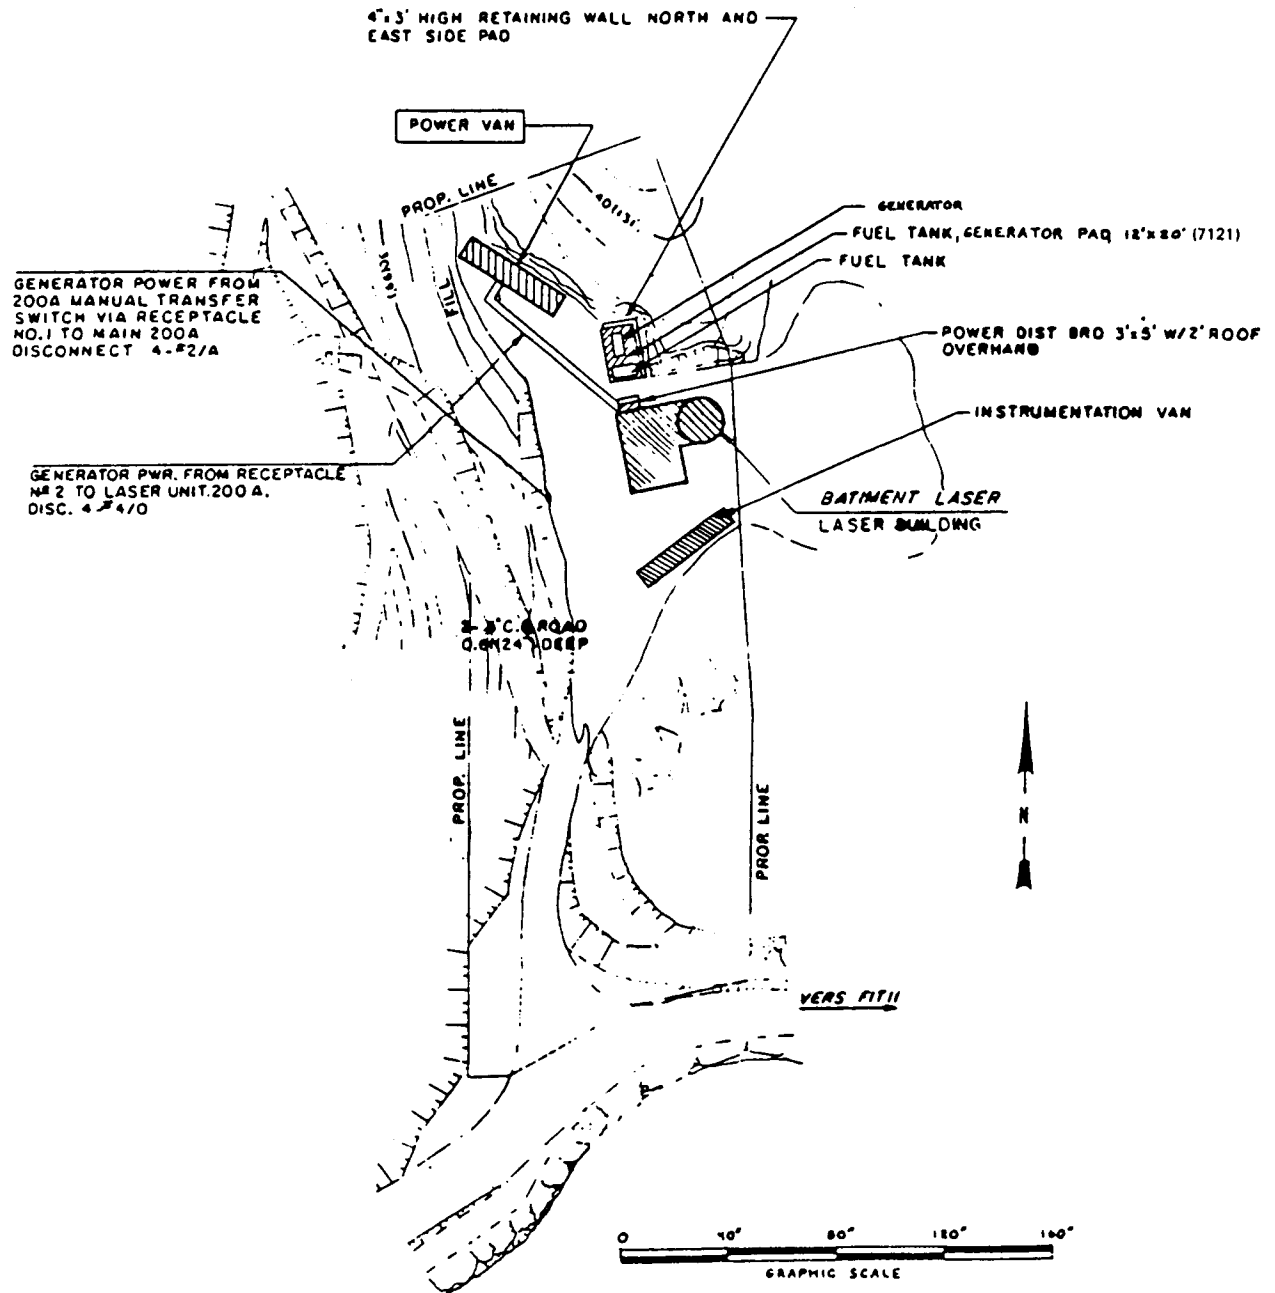 4"x3' HIGH RETAINING WALL NORTH AND
EAST SIDE PAD
POWER VAN
PROP. LINE
GENERATOR
FUEL TANK, GENERATOR PAD 12'x20' (7121)
FUEL TANK
GENERATOR POWER FROM
200A MANUAL TRANSFER
SWITCH VIA RECEPTACLE
NO.1 TO MAIN 200A
DISCONNECT 4-#2/A
FILL
POWER DIST BRD 3'x5' W/2' ROOF
OVERHANG
INSTRUMENTATION VAN
GENERATOR PWR. FROM RECEPTACLE
Nº 2 TO LASER UNIT.200 A.
DISC. 4-#4/0
BATIMENT LASER
LASER BUILDING
ROAD
DEEP
PROP. LINE
PROP. LINE
N
VERS FITII
0 40" 80" 120" 160"
GRAPHIC SCALE